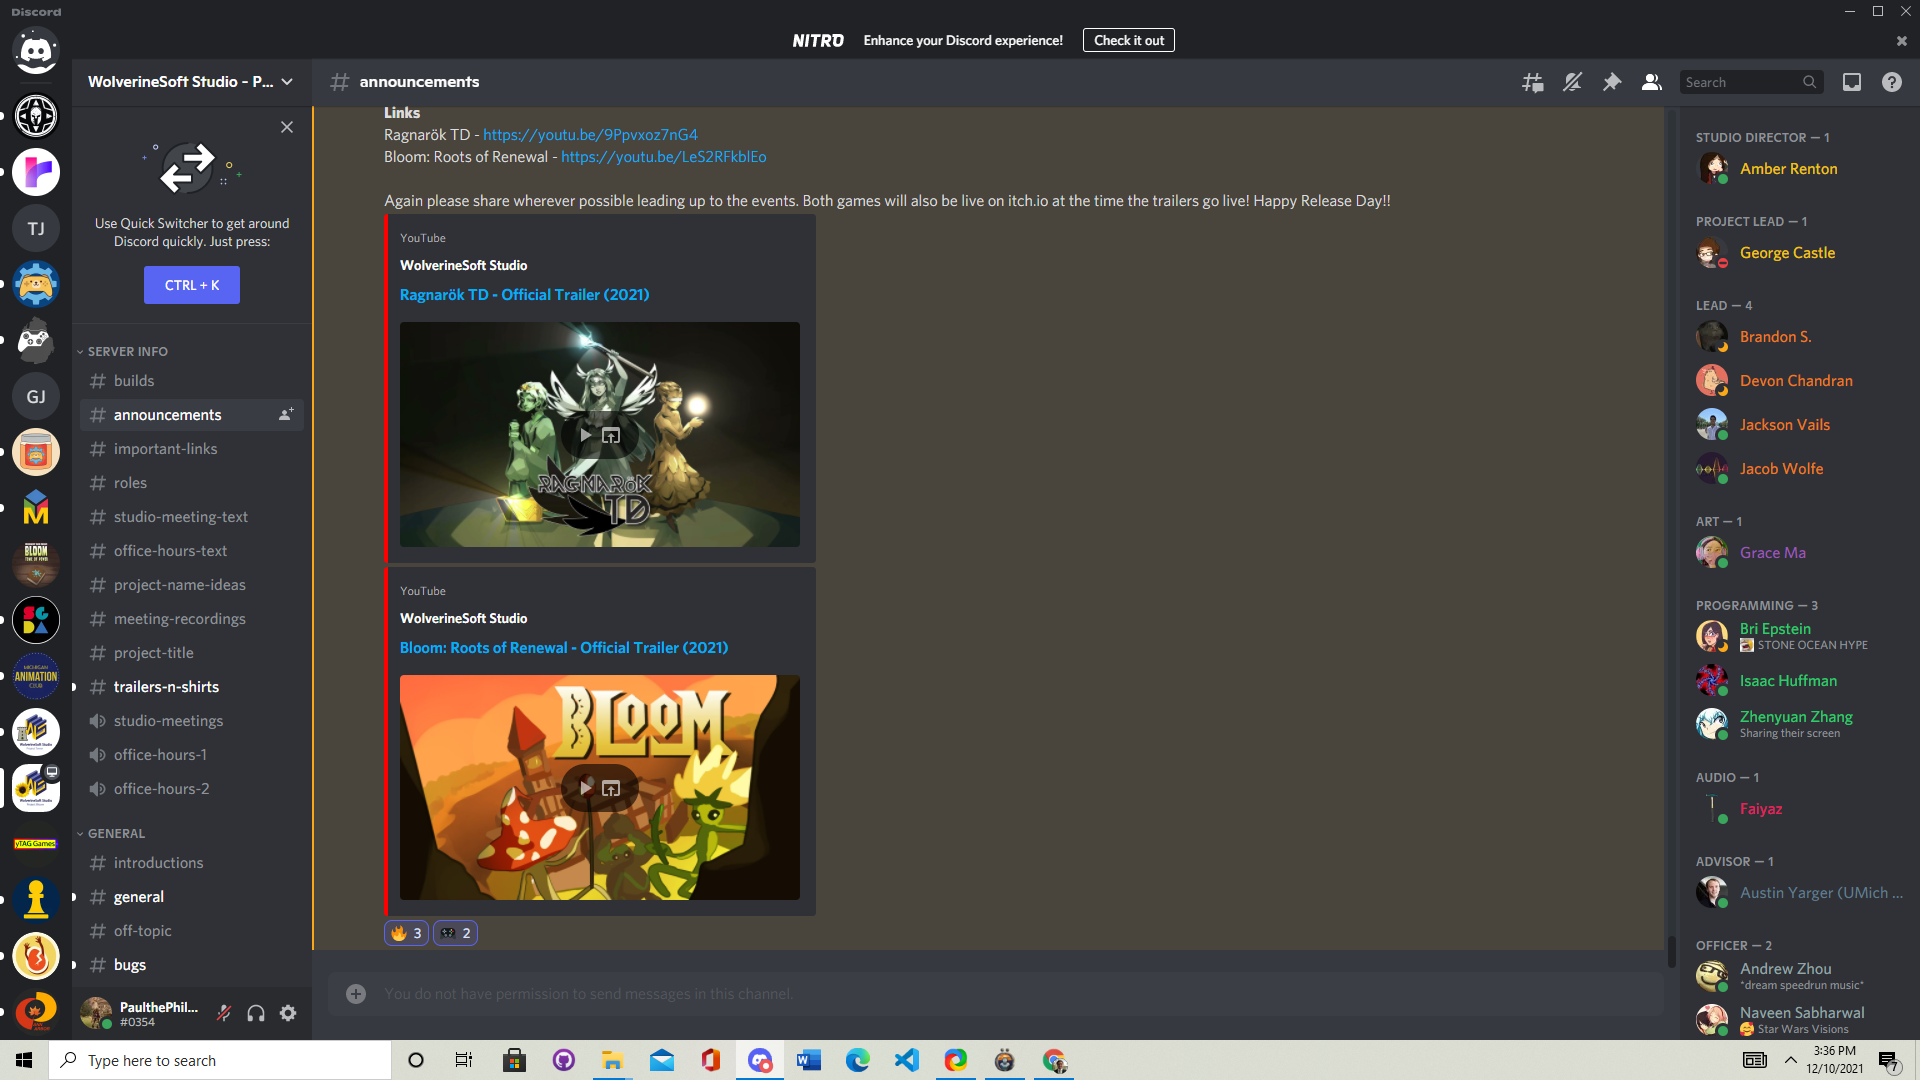 Discord
NITRO Enhance your Discord experience! Check it out
WolverineSoft Studio - P...
announcements
Search
Use Quick Switcher to get around
Discord quickly. Just press:
CTRL + K
SERVER INFO
builds
announcements
important-links
roles
studio-meeting-text
office-hours-text
project-name-ideas
meeting-recordings
project-title
trailers-n-shirts
studio-meetings
office-hours-1
office-hours-2
GENERAL
introductions
general
off-topic
bugs
PaulthePhil...
#0354
TJ
GJ
BLOOM
MICHIGAN
ANIMATION
CLUB
yTAG Games
Links
Ragnarök TD - https://youtu.be/9Ppvxoz7nG4
Bloom: Roots of Renewal - https://youtu.be/LeS2RFkblEo
Again please share wherever possible leading up to the events. Both games will also be live on itch.io at the time the trailers go live! Happy Release Day!!
YouTube
WolverineSoft Studio
Ragnarök TD - Official Trailer (2021)
RAGNARÖK
TD
YouTube
WolverineSoft Studio
Bloom: Roots of Renewal - Official Trailer (2021)
BLOOM
3 2
You do not have permission to send messages in this channel.
STUDIO DIRECTOR — 1
Amber Renton
PROJECT LEAD — 1
George Castle
LEAD — 4
Brandon S.
Devon Chandran
Jackson Vails
Jacob Wolfe
ART — 1
Grace Ma
PROGRAMMING — 3
Bri Epstein
STONE OCEAN HYPE
Isaac Huffman
Zhenyuan Zhang
Sharing their screen
AUDIO — 1
Faiyaz
ADVISOR — 1
Austin Yarger (UMich ...
OFFICER — 2
Andrew Zhou
*dream speedrun music*
Naveen Sabharwal
Star Wars Visions
Type here to search
3:36 PM
12/10/2021
7